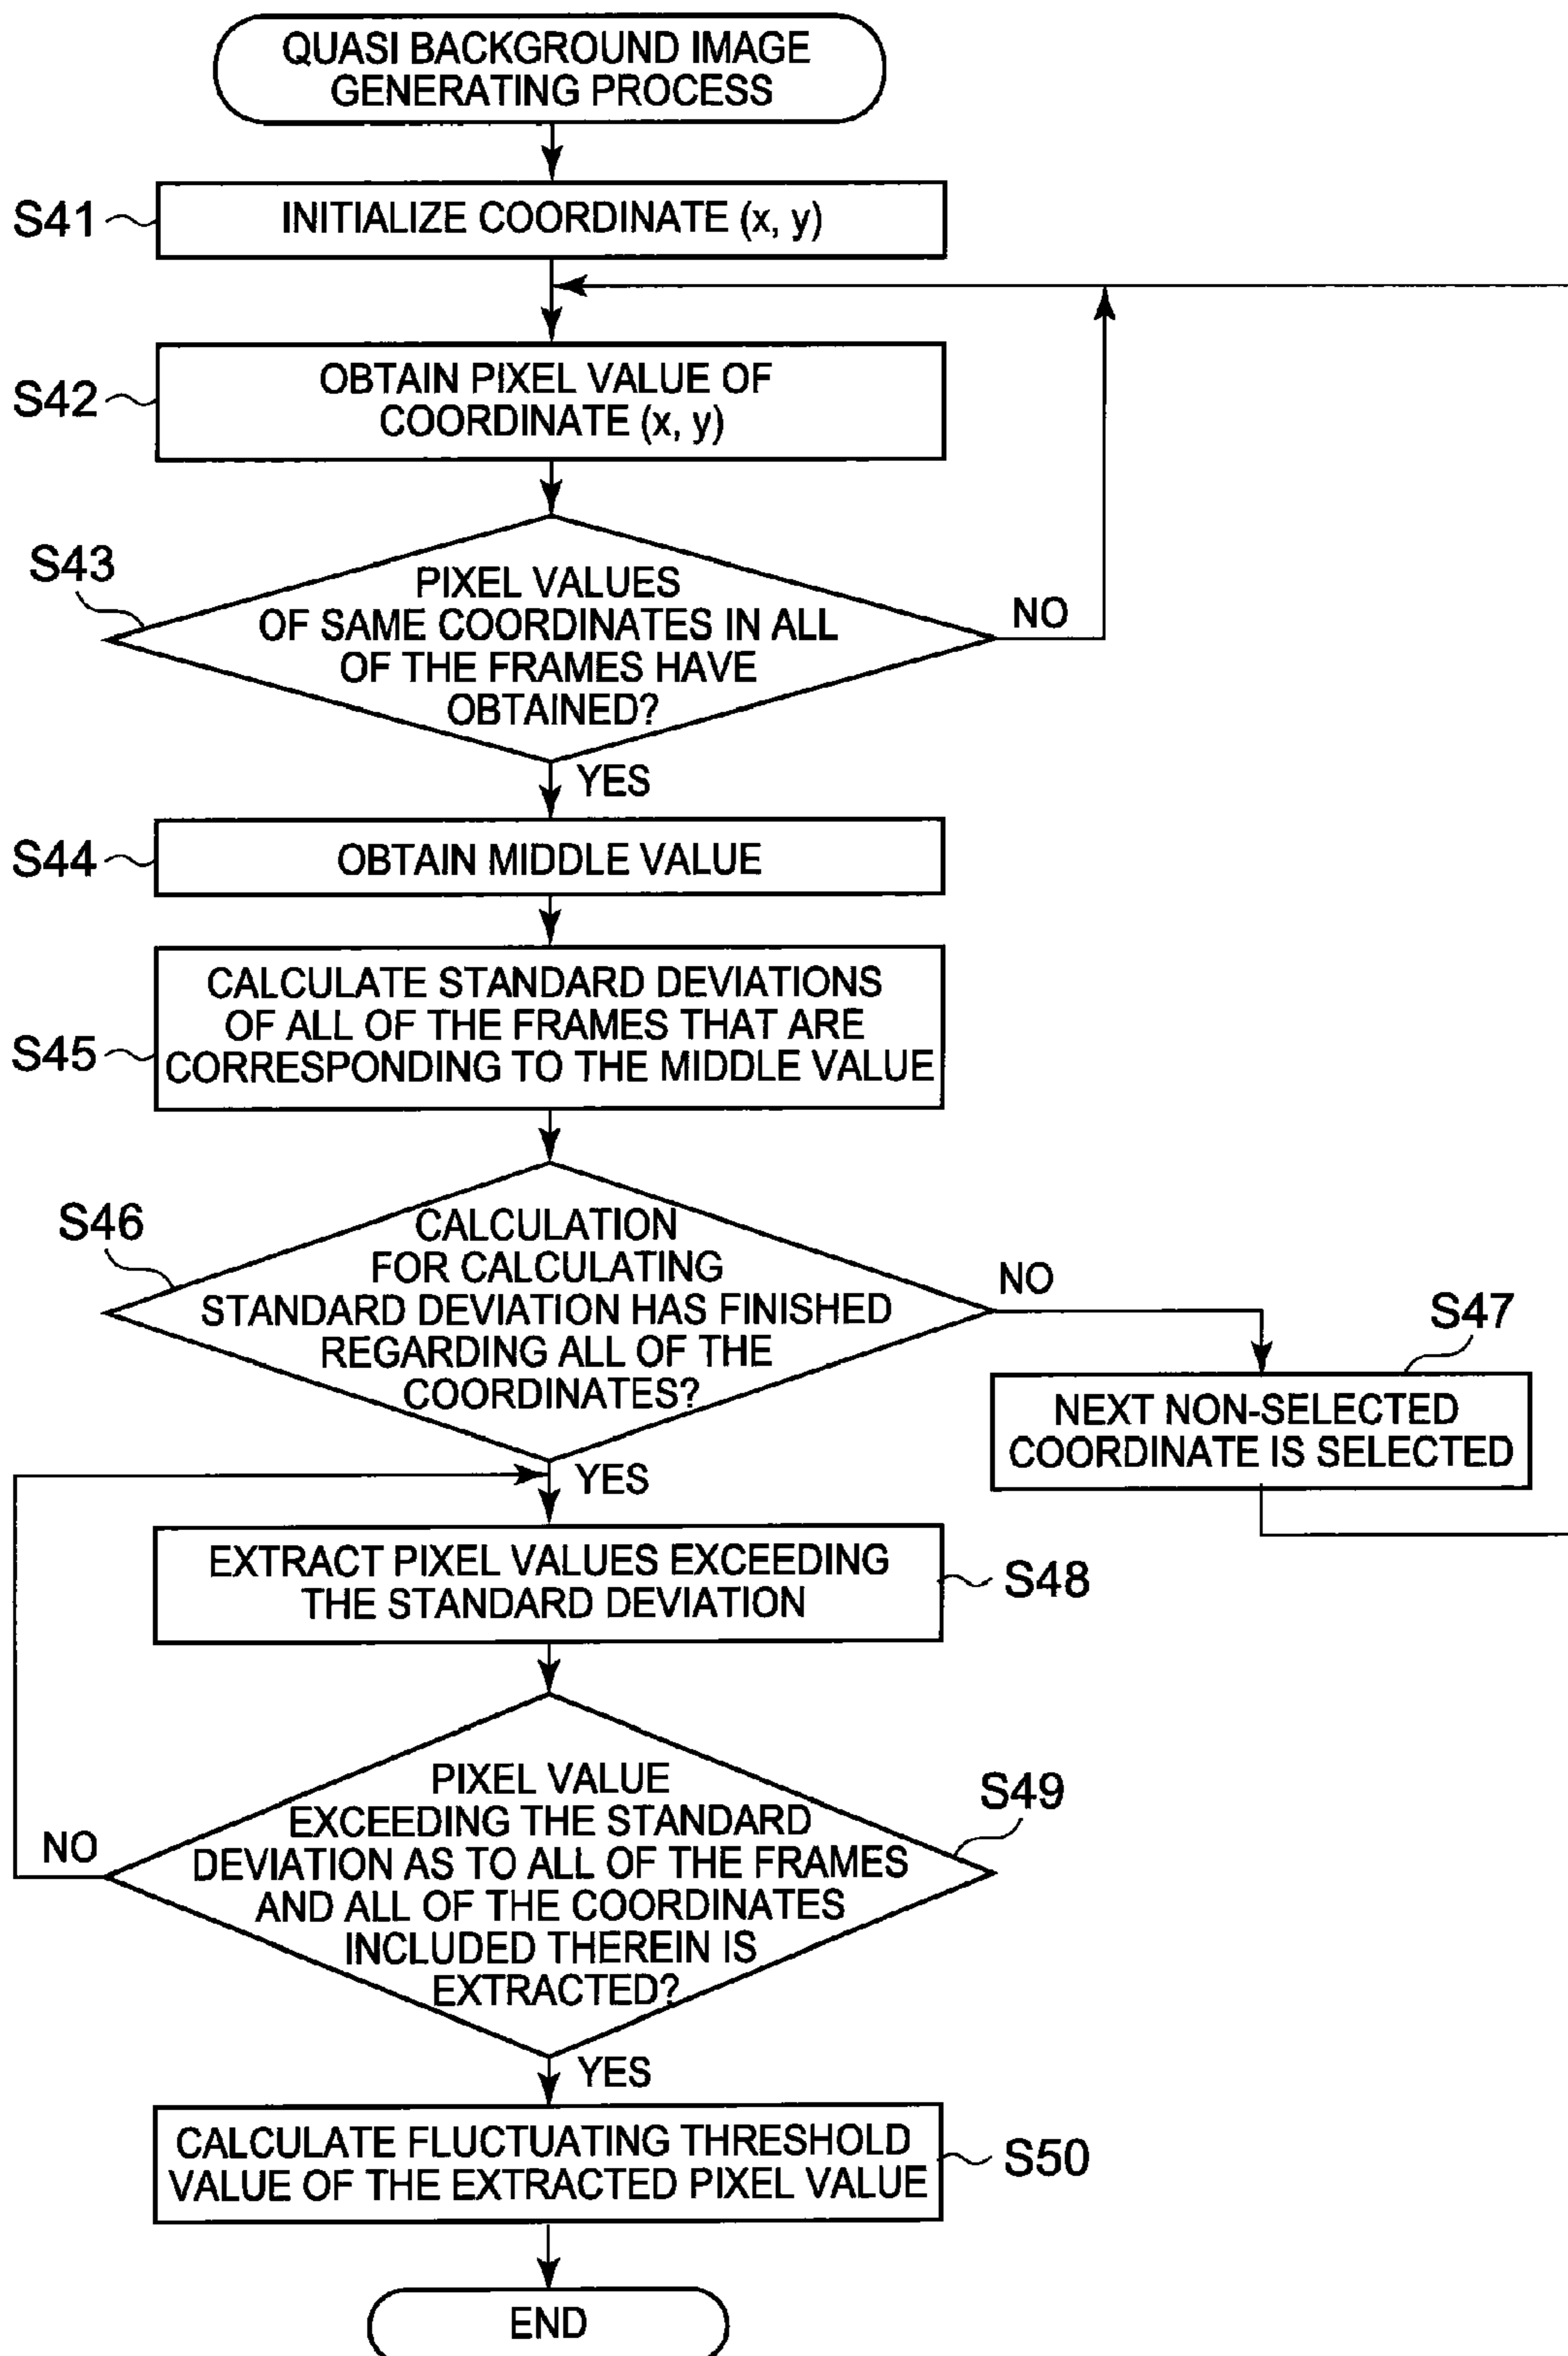 QUASI BACKGROUND IMAGE
GENERATING PROCESS
S41
INITIALIZE COORDINATE (x, y)
S42
OBTAIN PIXEL VALUE OF
COORDINATE (x, y)
S43
PIXEL VALUES
OF SAME COORDINATES IN ALL
OF THE FRAMES HAVE
OBTAINED?
NO
YES
S44
OBTAIN MIDDLE VALUE
S45
CALCULATE STANDARD DEVIATIONS
OF ALL OF THE FRAMES THAT ARE
CORRESPONDING TO THE MIDDLE VALUE
S46
CALCULATION
FOR CALCULATING
STANDARD DEVIATION HAS FINISHED
REGARDING ALL OF THE
COORDINATES?
NO
S47
NEXT NON-SELECTED
COORDINATE IS SELECTED
YES
EXTRACT PIXEL VALUES EXCEEDING
THE STANDARD DEVIATION
S48
PIXEL VALUE
EXCEEDING THE STANDARD
DEVIATION AS TO ALL OF THE FRAMES
AND ALL OF THE COORDINATES
INCLUDED THEREIN IS
EXTRACTED?
S49
NO
YES
CALCULATE FLUCTUATING THRESHOLD
VALUE OF THE EXTRACTED PIXEL VALUE
S50
END